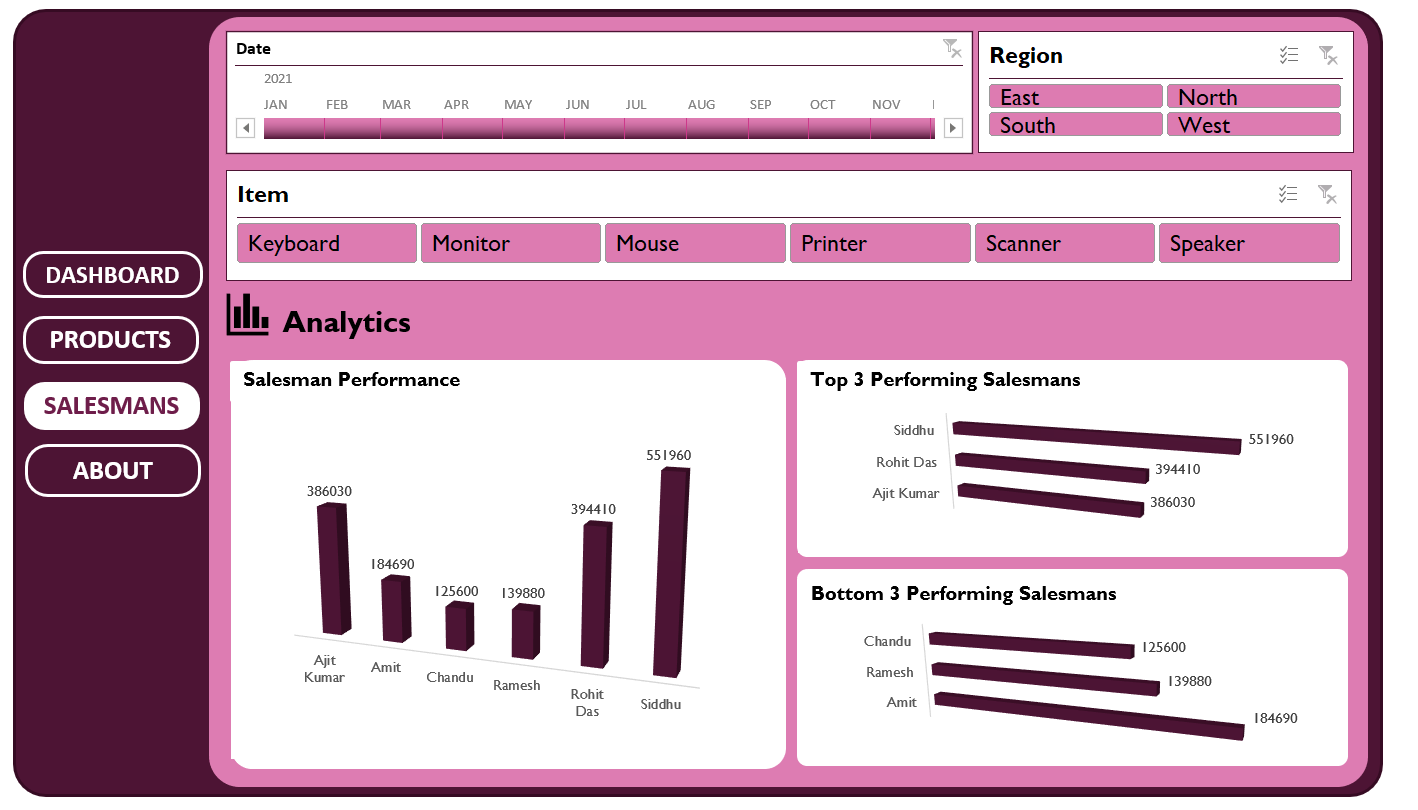 DASHBOARD
PRODUCTS
SALESMANS
ABOUT
Date
2021
JAN FEB MAR APR MAY JUN JUL AUG SEP OCT NOV
Region
East North
South West
Item
Keyboard Monitor Mouse Printer Scanner Speaker
Analytics
Salesman Performance
386030
184690
125600
139880
394410
551960
Ajit
Kumar
Amit
Chandu
Ramesh
Rohit
Das
Siddhu
Top 3 Performing Salesmans
Siddhu 551960
Rohit Das 394410
Ajit Kumar 386030
Bottom 3 Performing Salesmans
Chandu 125600
Ramesh 139880
Amit 184690